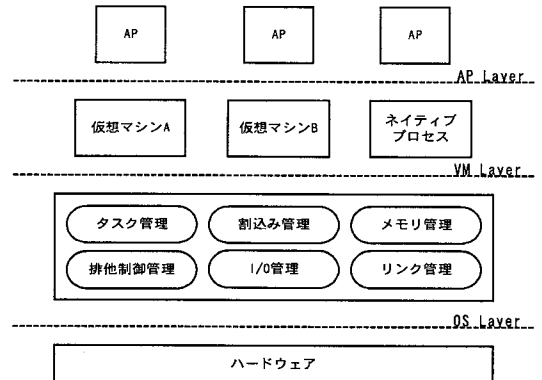 AP
AP
AP
AP Layer
仮想マシンA
仮想マシンB
ネイティブ
プロセス
VM Layer
タスク管理
割込み管理
メモリ管理
排他制御管理
I/O管理
リンク管理
OS Layer
ハードウェア